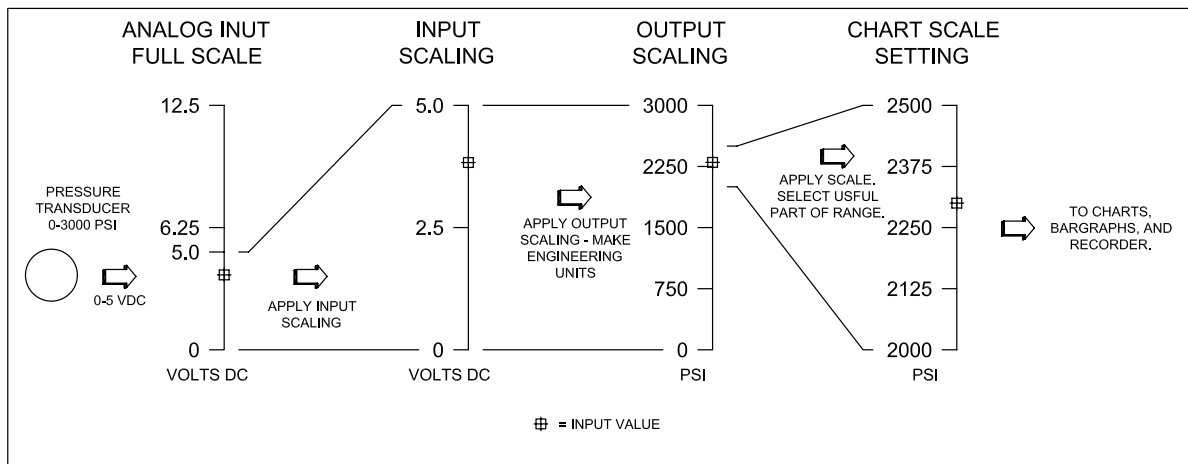 ANALOG INUT
FULL SCALE
INPUT
SCALING
OUTPUT
SCALING
CHART SCALE
SETTING
PRESSURE
TRANSDUCER
0-3000 PSI
0-5 VDC
12.5
6.25
5.0
0
VOLTS DC
APPLY INPUT
SCALING
5.0
2.5
0
VOLTS DC
APPLY OUTPUT
SCALING - MAKE
ENGINEERING
UNITS
3000
2250
1500
750
0
PSI
APPLY SCALE.
SELECT USFUL
PART OF RANGE.
2500
2375
2250
2125
2000
PSI
TO CHARTS,
BARGRAPHS, AND
RECORDER.
= INPUT VALUE